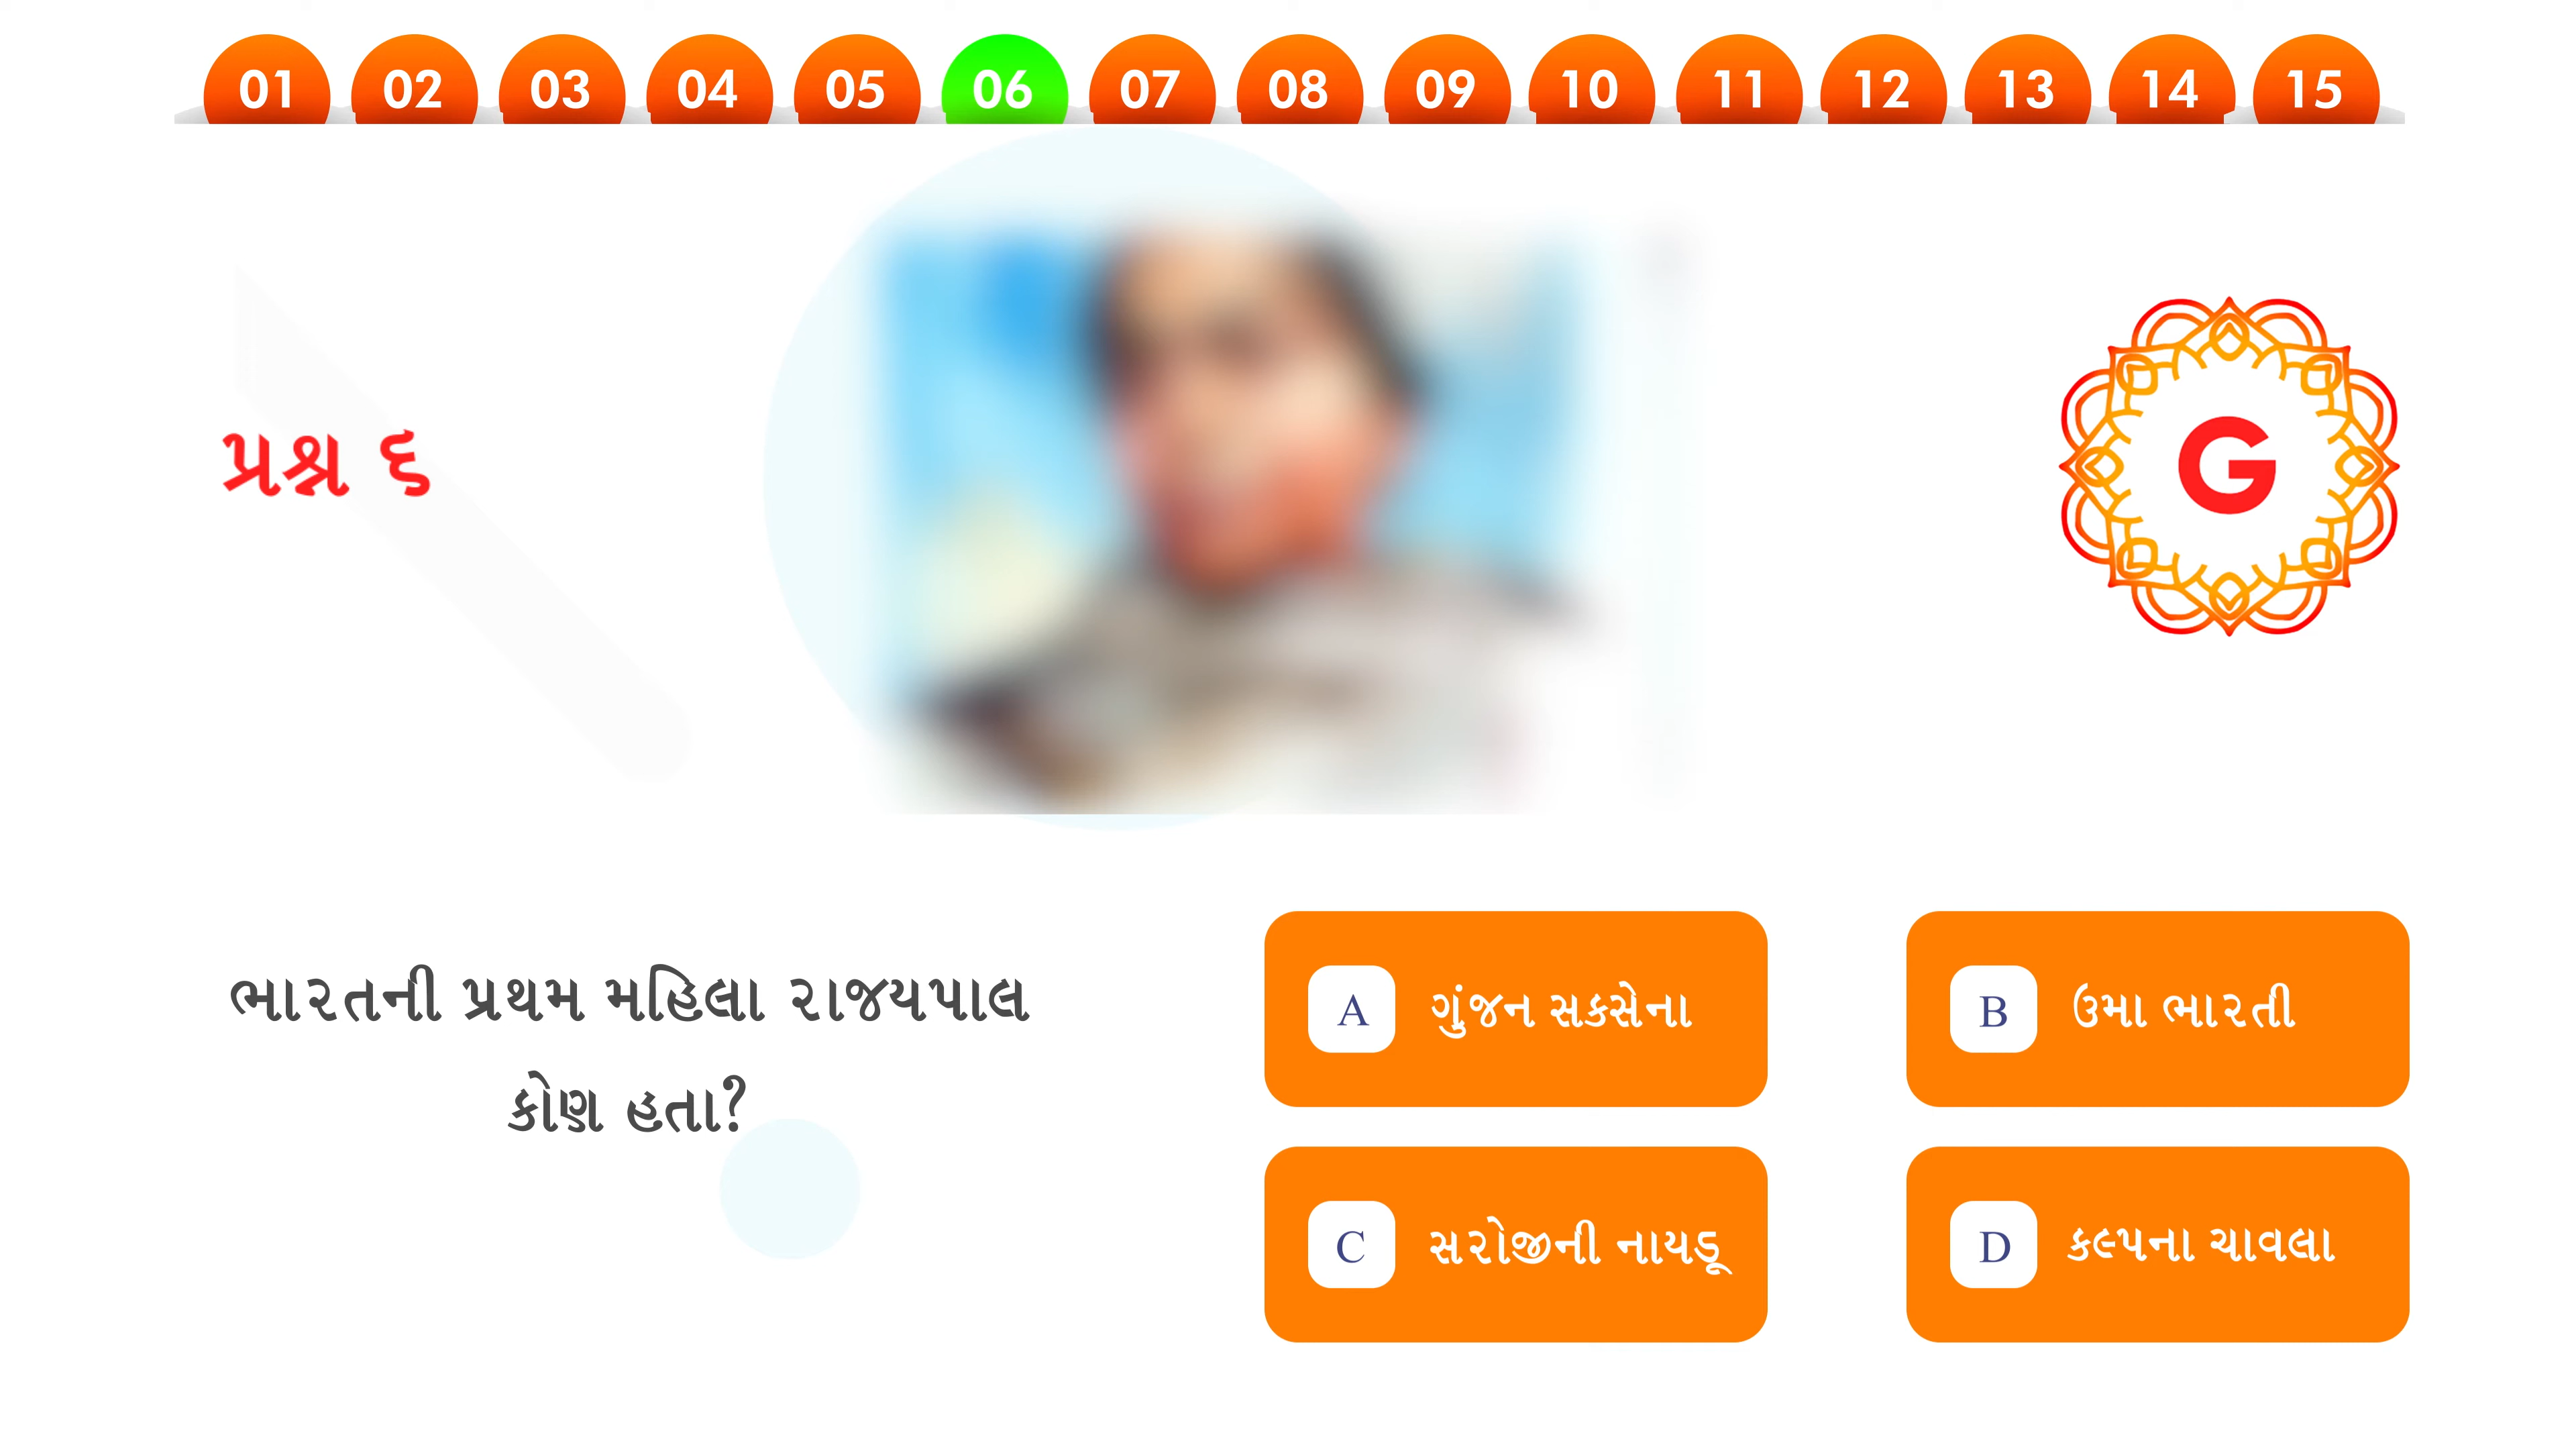 01 02 03 04 05 06 07 08 09 10 11 12 13 14 15
પ્રશ્ન ૬
G
ભારતની પ્રથમ મહિલા રાજયપાલ
કોણ હતા?
A ગુંજન સકસેના
B ઉમા ભારતી
C સરોજીની નાયડૂ
D કલ્પના ચાવલા